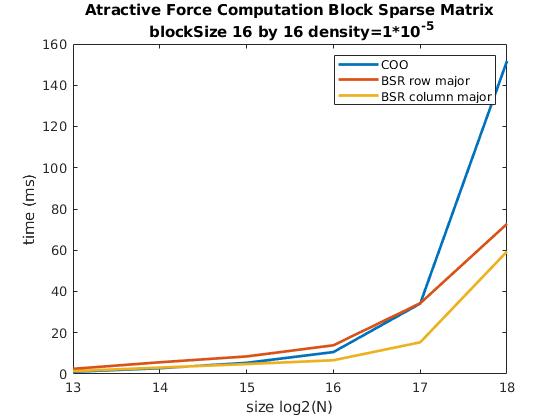 Atractive Force Computation Block Sparse Matrix
blockSize 16 by 16 density=1*10^-5
160
140
120
100
80
60
40
20
0
time (ms)
COO
BSR row major
BSR column major
13 14 15 16 17 18
size log2(N)